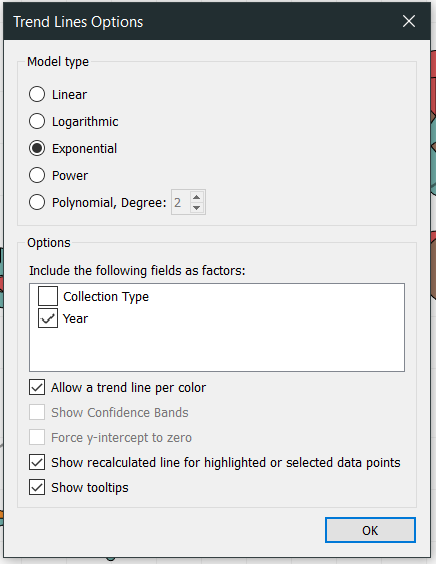 Trend Lines Options
Model type
Linear
Logarithmic
Exponential
Power
Polynomial, Degree: 2
Options
Include the following fields as factors:
Collection Type
Year
Allow a trend line per color
Show Confidence Bands
Force y-intercept to zero
Show recalculated line for highlighted or selected data points
Show tooltips
OK